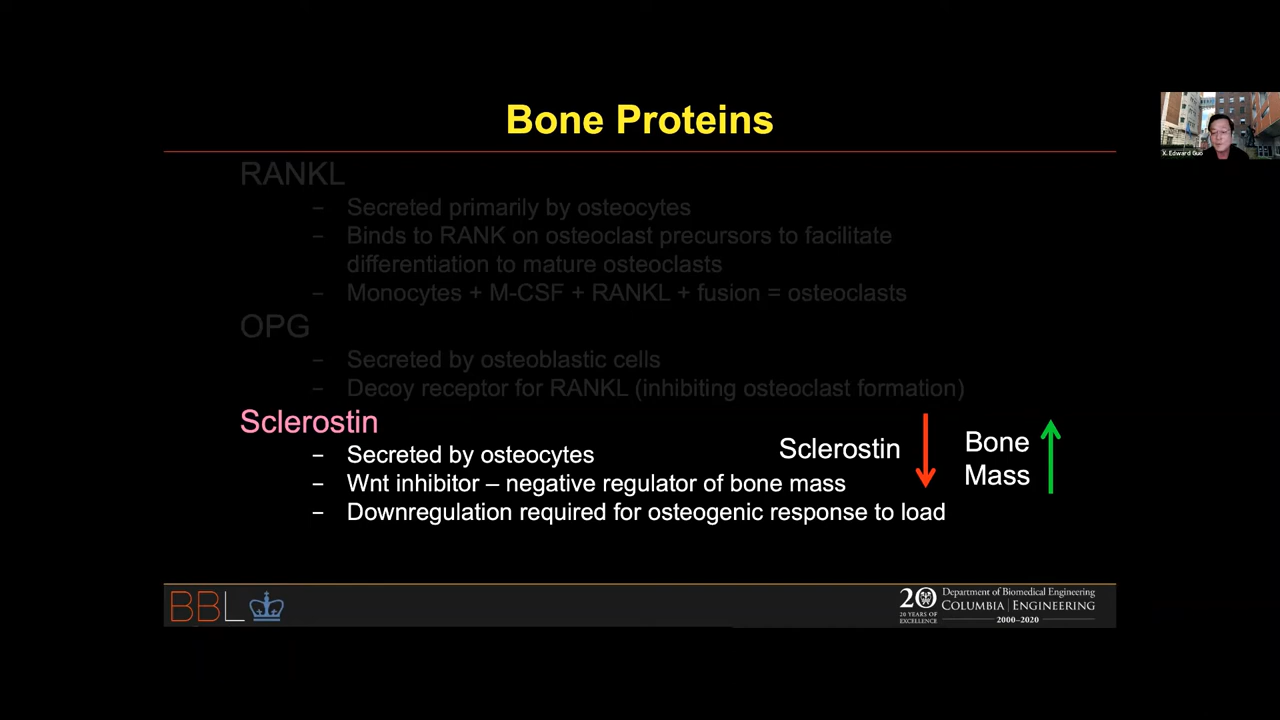 Bone Proteins
X. Edward Guo
RANKL
– Secreted primarily by osteocytes
– Binds to RANK on osteoclast precursors to facilitate
differentiation to mature osteoclasts
– Monocytes + M-CSF + RANKL + fusion = osteoclasts
OPG
– Secreted by osteoblastic cells
– Decoy receptor for RANKL (inhibiting osteoclast formation)
Sclerostin
– Secreted by osteocytes
– Wnt inhibitor – negative regulator of bone mass
– Downregulation required for osteogenic response to load
Sclerostin
Bone
Mass
BBL
20
20 YEARS OF
EXCELLENCE
Department of Biomedical Engineering
COLUMBIA | ENGINEERING
2000–2020